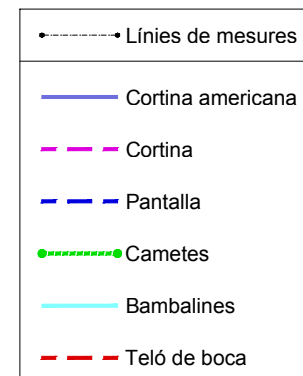 Línies de mesures
Cortina americana
Cortina
Pantalla
Cametes
Bambalines
Teló de boca